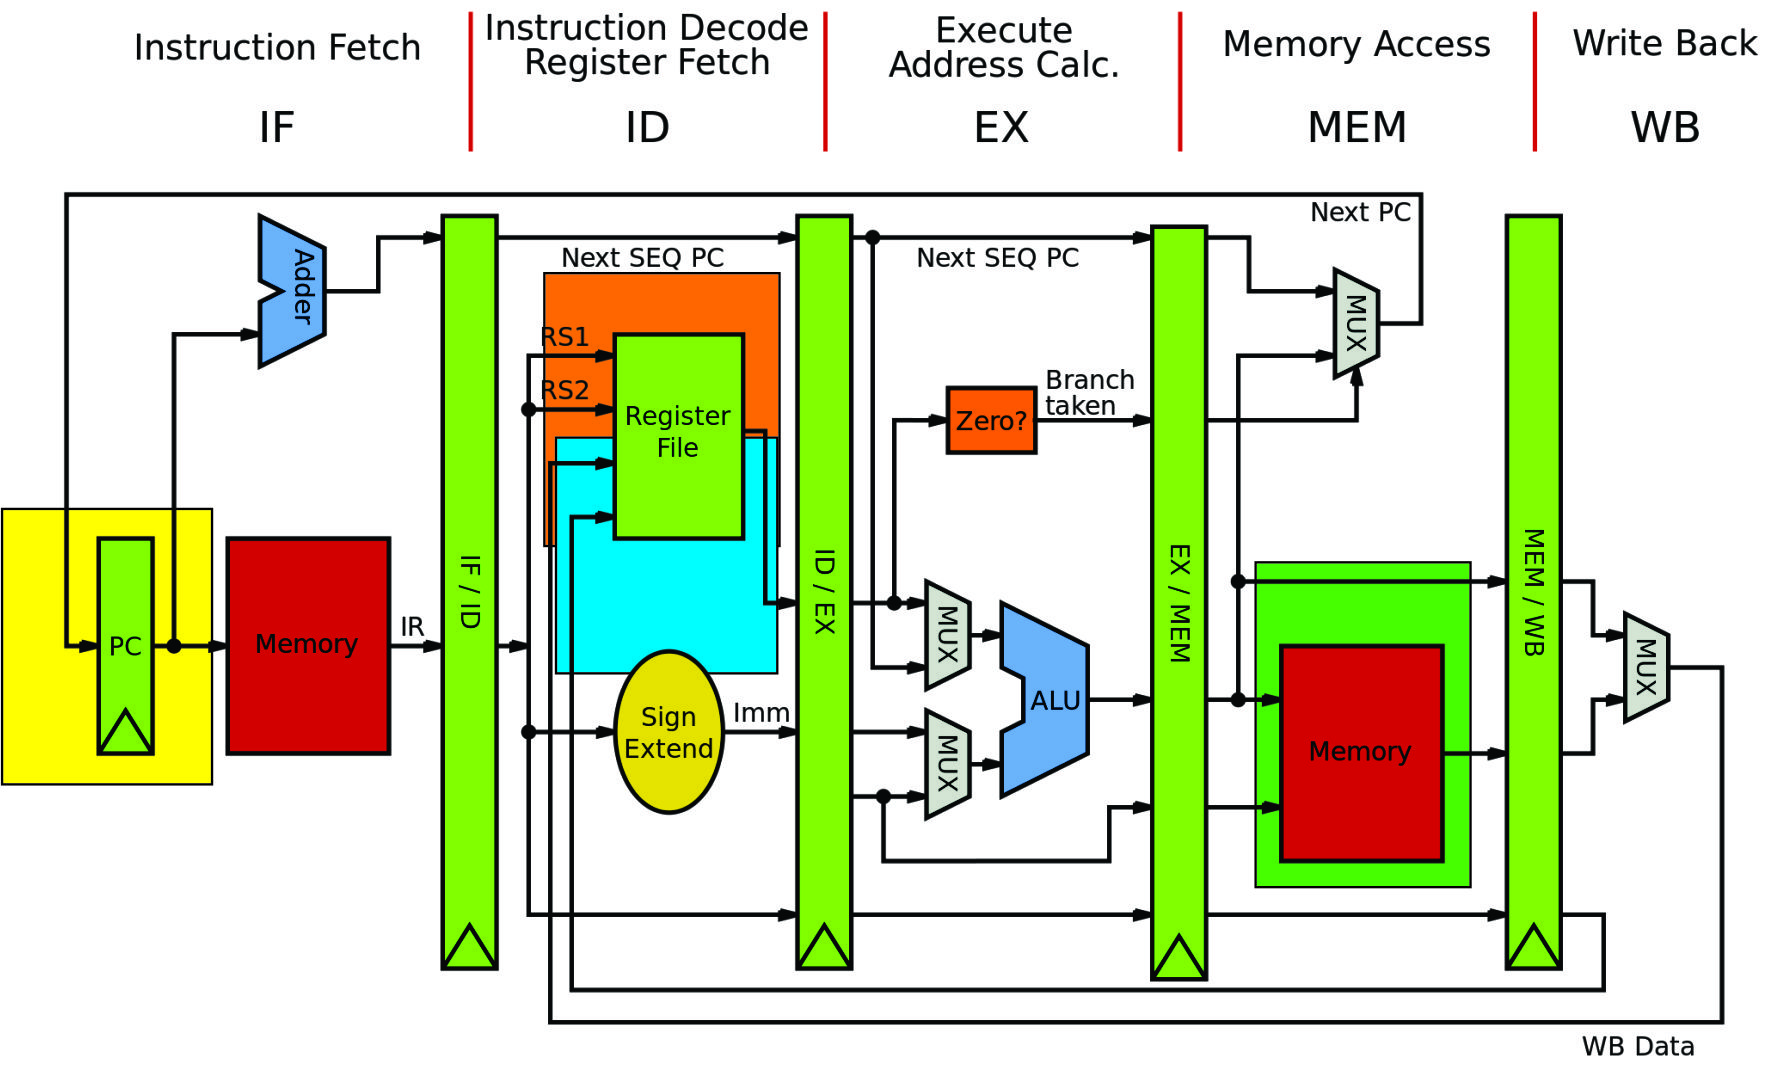 Instruction Fetch
IF
Instruction Decode
Register Fetch
ID
Execute
Address Calc.
EX
Memory Access
MEM
Write Back
WB
Next PC
Adder
Next SEQ PC
Next SEQ PC
MUX
RS1
RS2
Register
File
Branch
taken
Zero?
IF / ID
ID / EX
EX / MEM
MEM / WB
PC
Memory
IR
MUX
ALU
MUX
Sign
Extend
Imm
MUX
Memory
MUX
WB Data